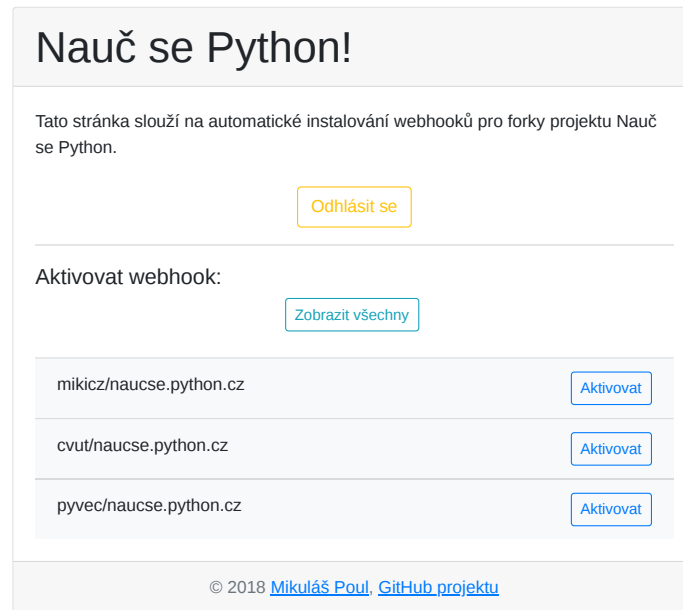 Nauč se Python!
Tato stránka slouží na automatické instalování webhooků pro forky projektu Nauč
se Python.
Odhlásit se
Aktivovat webhook:
Zobrazit všechny
mikicz/naucse.python.cz Aktivovat
cvut/naucse.python.cz Aktivovat
pyvec/naucse.python.cz Aktivovat
© 2018 Mikuláš Poul, GitHub projektu